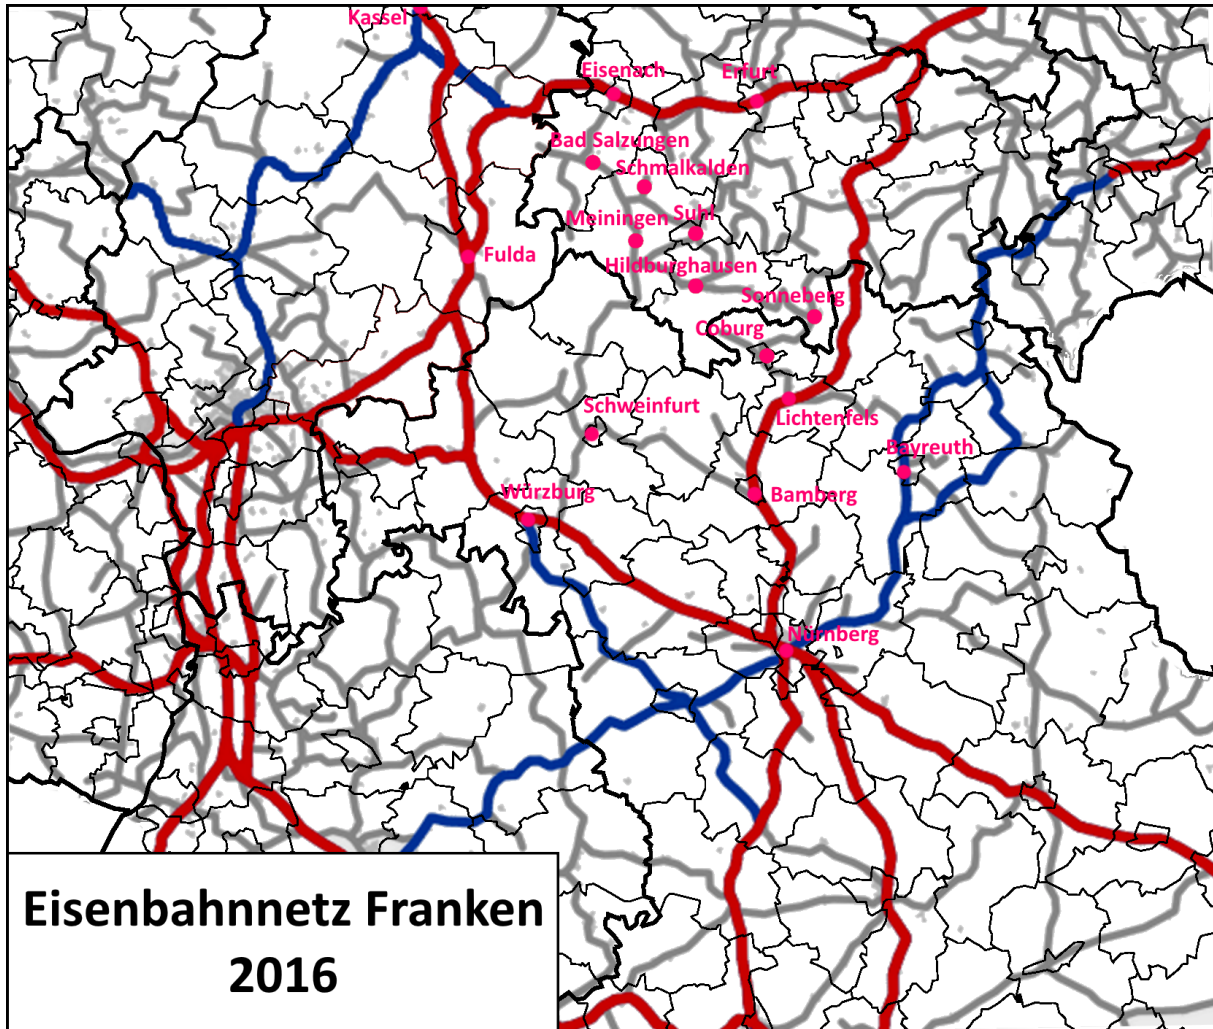 Kassel
Eisenach
Erfurt
Bad Salzungen
Schmalkalden
Meiningen
Suhl
Fulda
Hildburghausen
Sonneberg
Coburg
Schweinfurt
Lichtenfels
Bayreuth
Würzburg
Bamberg
Nürnberg
Eisenbahnnetz Franken
2016